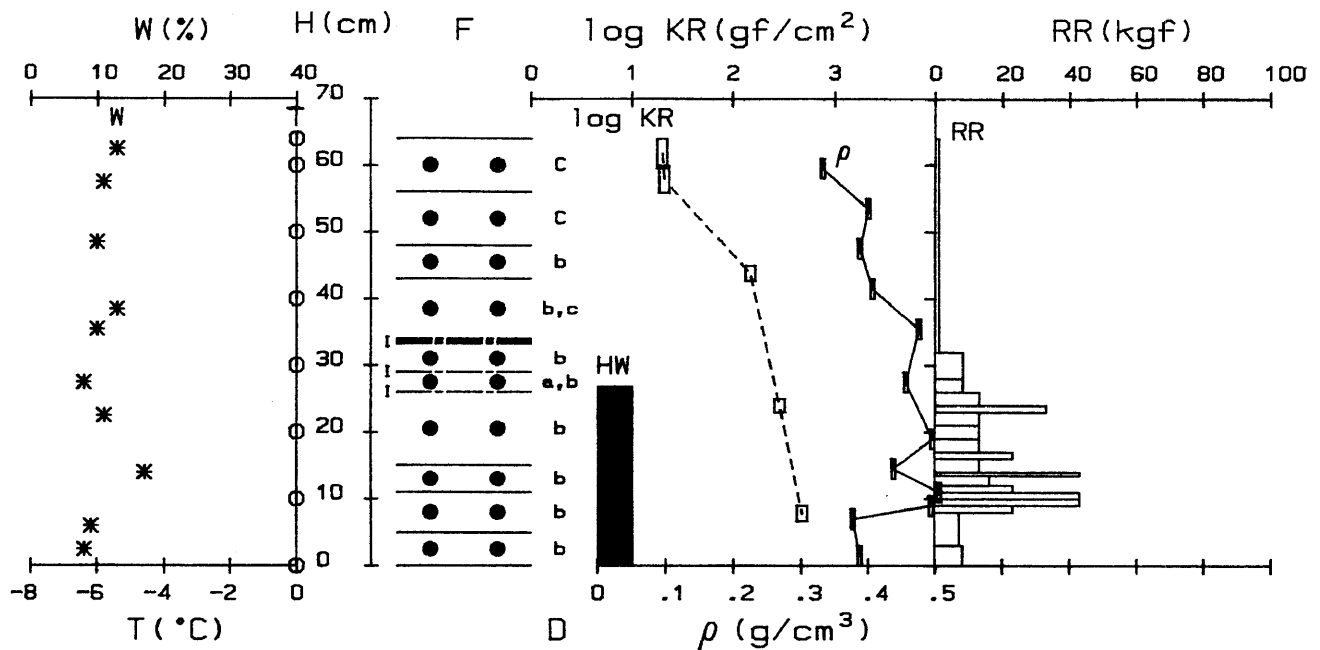 W(%) H(cm) F log KR(gf/cm²) RR(kgf)
0 10 20 30 40 0 1 2 3 0 20 40 60 80 100
70
W log KR RR
60 C ρ
50 C
b
40 b,c
I
30 b HW
I a,b
I
20 b
b
10 b
b
0
-8 -6 -4 -2 0 0 .1 .2 .3 .4 .5
T(°C) D ρ (g/cm³)